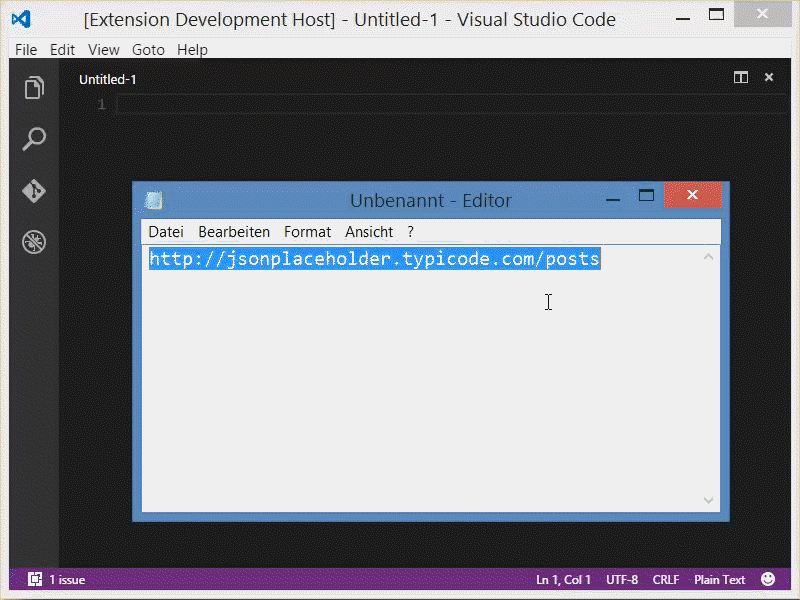 [Extension Development Host] - Untitled-1 - Visual Studio Code
File Edit View Goto Help
Untitled-1
1
Unbenannt - Editor
Datei Bearbeiten Format Ansicht ?
http://jsonplaceholder.typicode.com/posts
1 issue Ln 1, Col 1 UTF-8 CRLF Plain Text